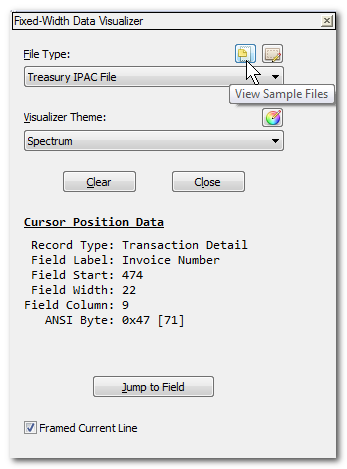 Fixed-Width Data Visualizer
File Type:
Treasury IPAC File
View Sample Files
Visualizer Theme:
Spectrum
Clear Close
Cursor Position Data
Record Type: Transaction Detail
Field Label: Invoice Number
Field Start: 474
Field Width: 22
Field Column: 9
ANSI Byte: 0x47 [71]
Jump to Field
Framed Current Line